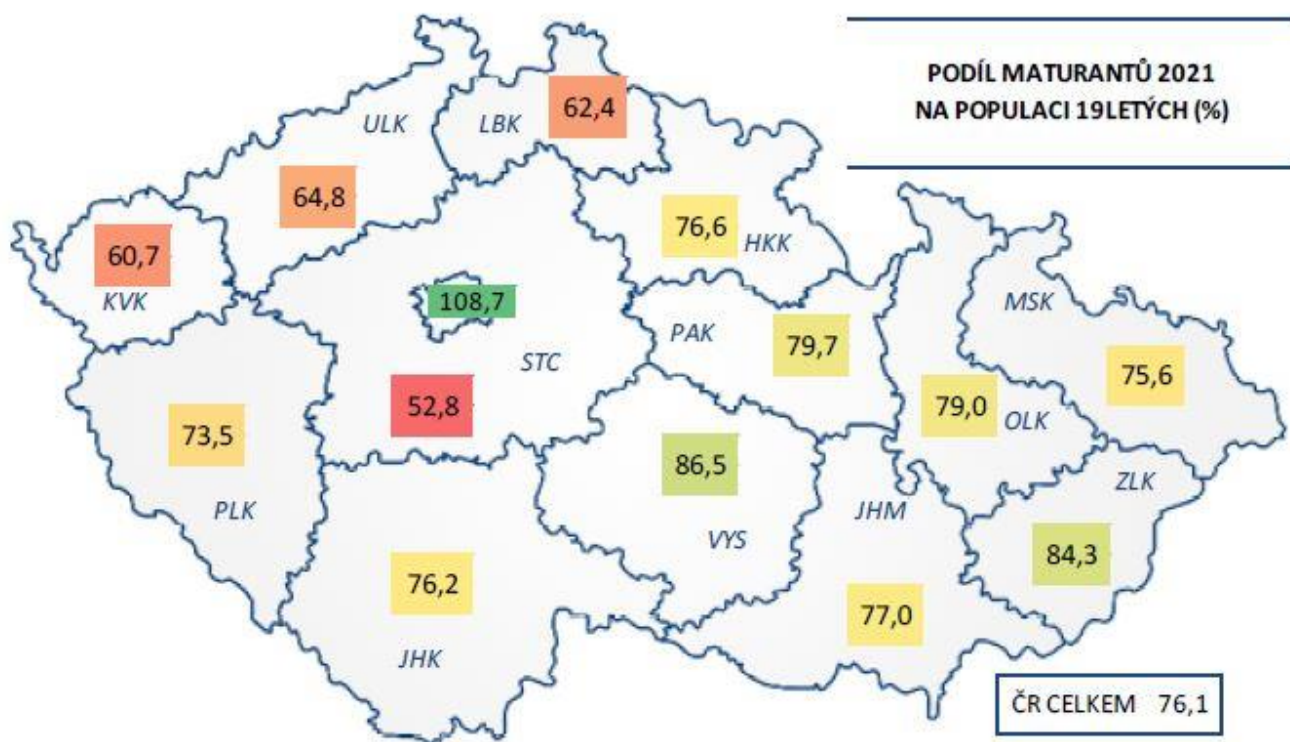 PODÍL MATURANTŮ 2021
NA POPULACI 19LETÝCH (%)
ULK
LBK
62,4
64,8
76,6
HKK
60,7
KVK
108,7
MSK
PAK
79,7
STC
75,6
52,8
79,0
OLK
73,5
86,5
ZLK
PLK
JHM
VYS
84,3
76,2
77,0
JHK
ČR CELKEM 76,1